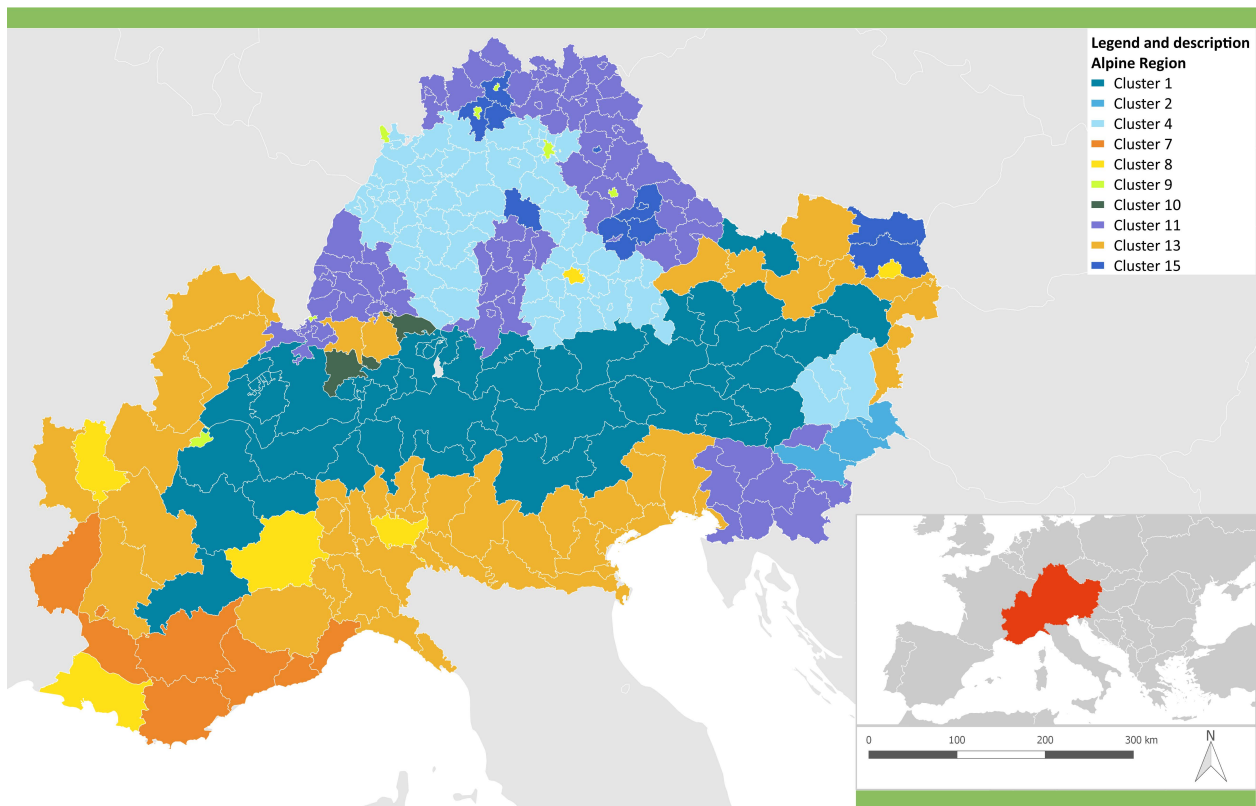 Legend and description
Alpine Region
Cluster 1
Cluster 2
Cluster 4
Cluster 7
Cluster 8
Cluster 9
Cluster 10
Cluster 11
Cluster 13
Cluster 15
0 100 200 300 km
N